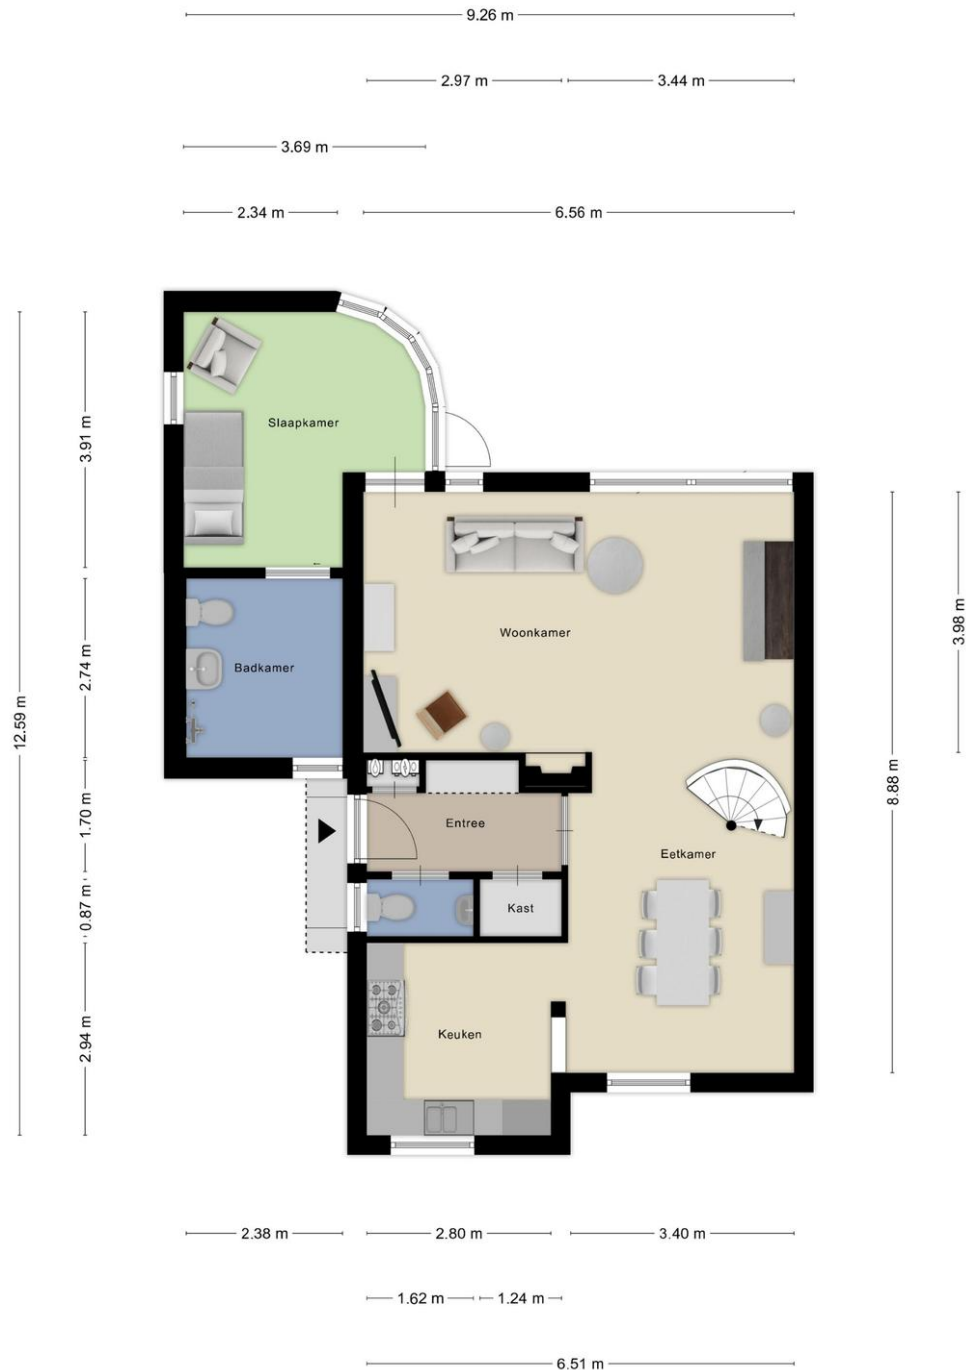 9.26 m
2.97 m 3.44 m
3.69 m
2.34 m 6.56 m
Slaapkamer
3.91 m
12.59 m
2.74 m
1.70 m
0.87 m
2.94 m
Woonkamer
Badkamer
Entree
Eetkamer
Kast
Keuken
3.98 m
8.88 m
2.38 m 2.80 m 3.40 m
1.62 m 1.24 m
6.51 m